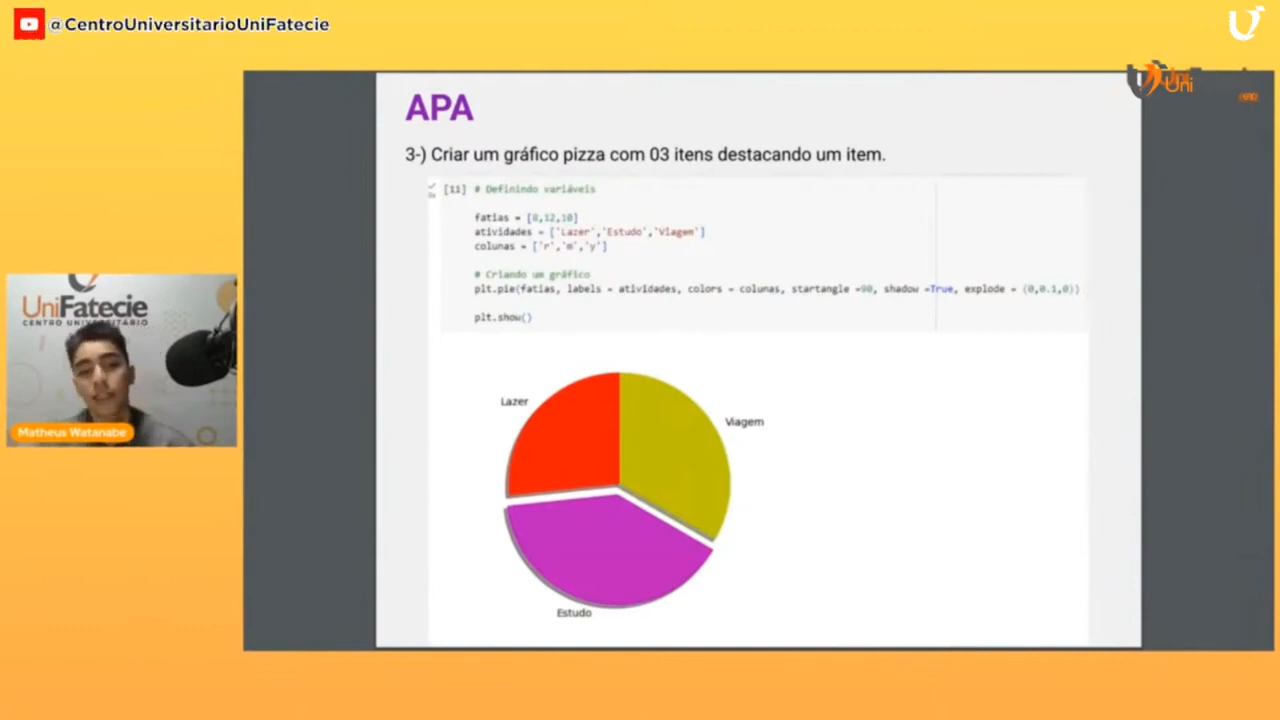 @CentroUniversitarioUniFatecie
Uni
APA
3-) Criar um gráfico pizza com 03 itens destacando um item.
[11] # Definindo variáveis
fatias = [8,12,10]
atividades = ['Lazer','Estudo','Viagem']
colunas = ['r','m','y']
# Criando um gráfico
plt.pie(fatias, labels = atividades, colors = colunas, startangle =90, shadow =True, explode = (0,0.1,0))
plt.show()
Lazer
Viagem
Estudo
UniFatecie
CENTRO UNIVERSITÁRIO
Matheus Watanabe